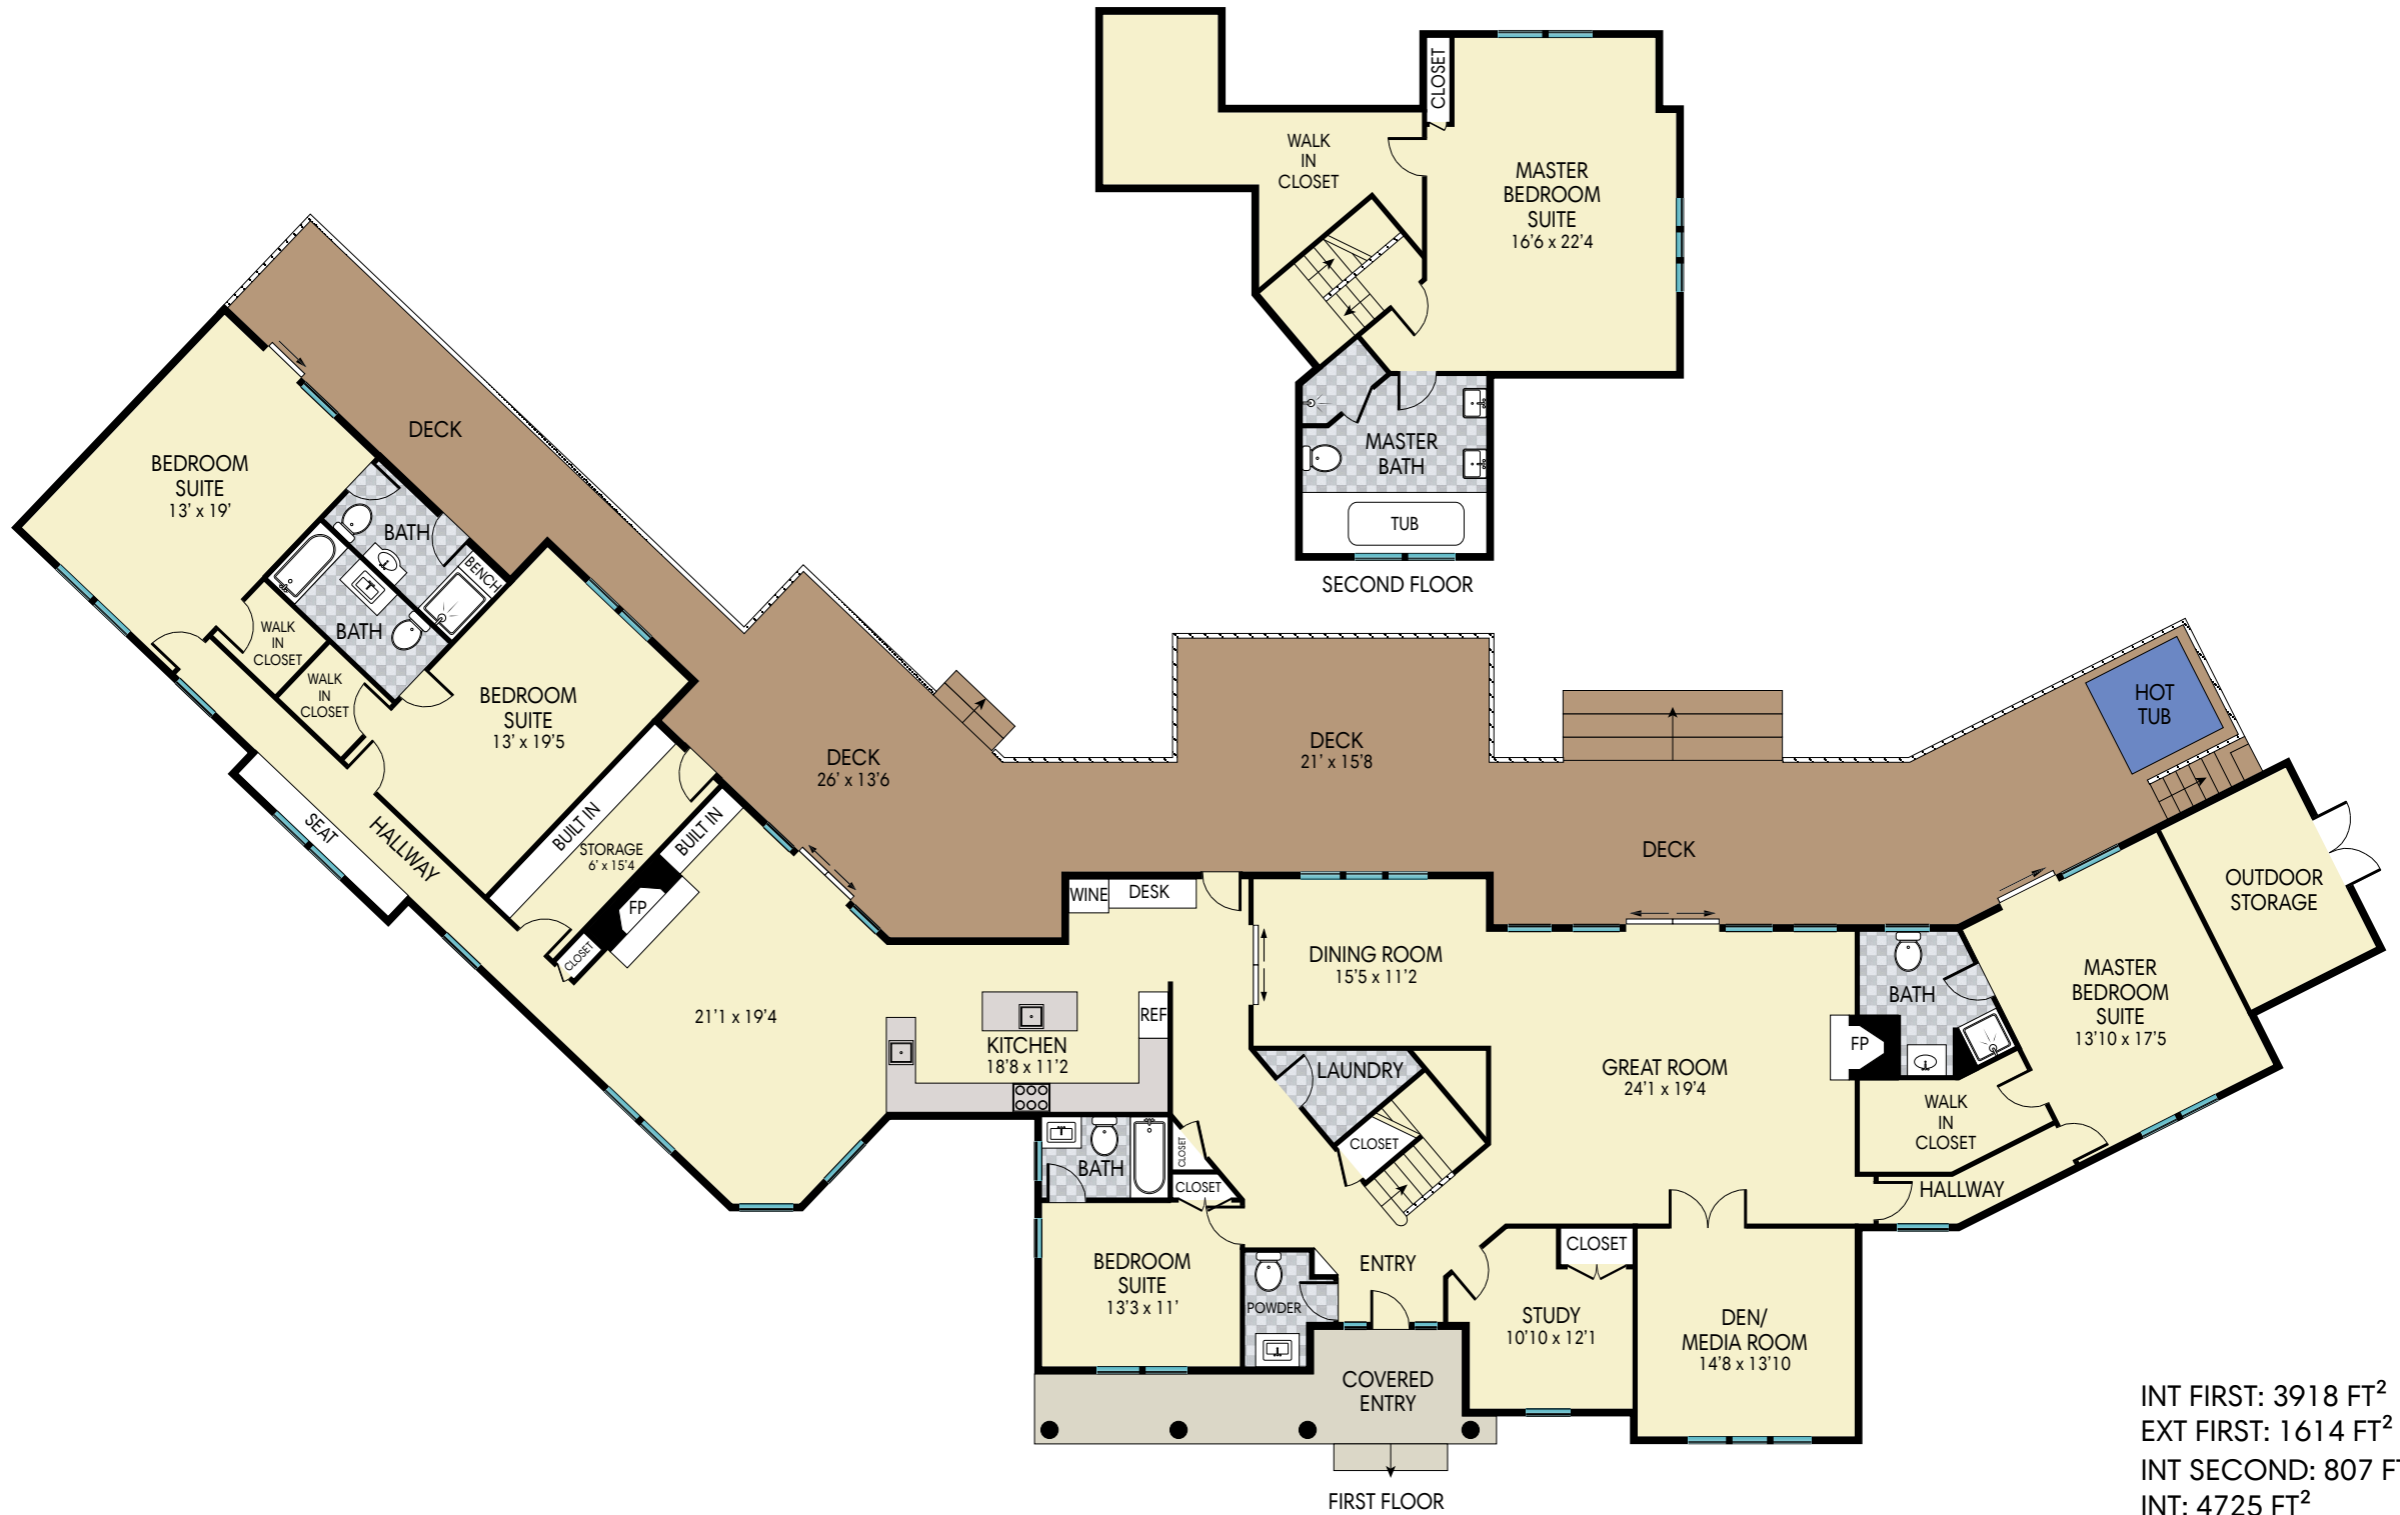 CLOSET
WALK
IN
CLOSET
MASTER
BEDROOM
SUITE
16'6 x 22'4
MASTER
BATH
TUB
SECOND FLOOR
DECK
BEDROOM
SUITE
13' x 19'
BATH
BENCH
BATH
WALK
IN
CLOSET
WALK
IN
CLOSET
BEDROOM
SUITE
13' x 19'5
SEAT
HALLWAY
BUILT IN
STORAGE
6' x 15'4
BUILT IN
FP
CLOSET
21'1 x 19'4
DECK
26' x 13'6
DECK
21' x 15'8
DECK
HOT
TUB
OUTDOOR
STORAGE
WINE
DESK
REF
KITCHEN
18'8 x 11'2
DINING ROOM
15'5 x 11'2
LAUNDRY
CLOSET
GREAT ROOM
24'1 x 19'4
FP
BATH
MASTER
BEDROOM
SUITE
13'10 x 17'5
WALK
IN
CLOSET
HALLWAY
BATH
CLOSET
CLOSET
BEDROOM
SUITE
13'3 x 11'
POWDER
ENTRY
CLOSET
STUDY
10'10 x 12'1
DEN/
MEDIA ROOM
14'8 x 13'10
COVERED
ENTRY
FIRST FLOOR
INT FIRST: 3918 FT²
EXT FIRST: 1614 FT²
INT SECOND: 807 F
INT: 4725 FT²